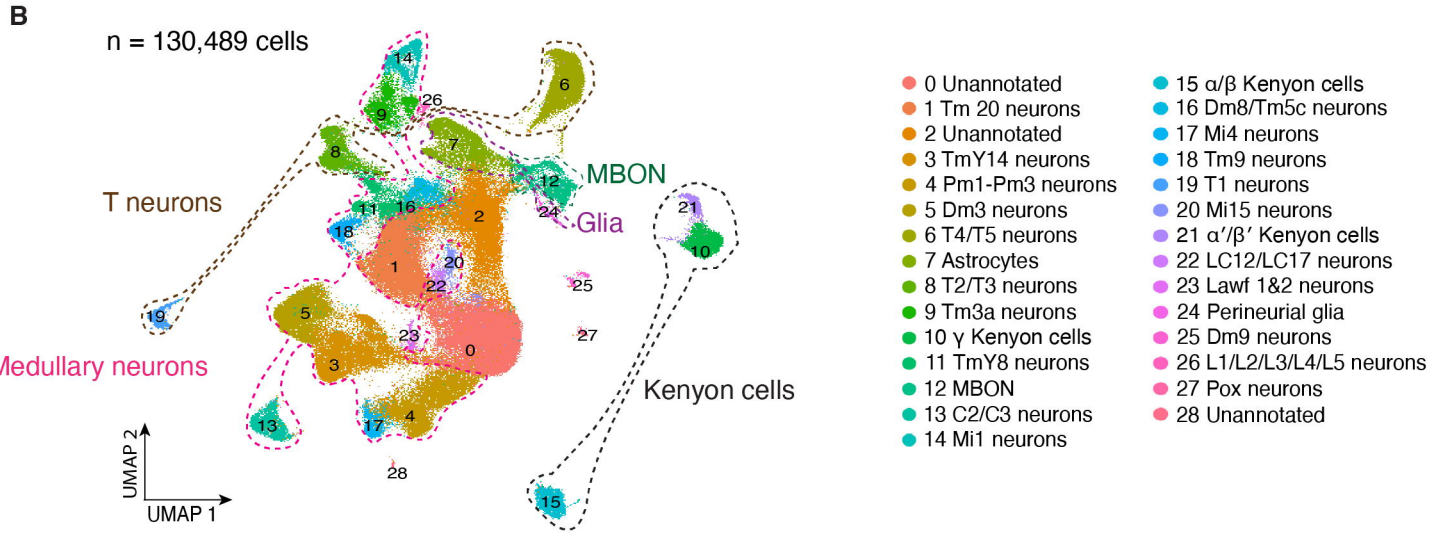 B
n = 130,489 cells
14
26
9
6
7
8
12
MBON
24
Glia
T neurons
11
16
2
18
21
10
1
20
22
25
19
5
23
27
0
3
Medullary neurons
Kenyon cells
4
13
17
28
15
UMAP 2
UMAP 1
0 Unannotated
1 Tm 20 neurons
2 Unannotated
3 TmY14 neurons
4 Pm1-Pm3 neurons
5 Dm3 neurons
6 T4/T5 neurons
7 Astrocytes
8 T2/T3 neurons
9 Tm3a neurons
10 γ Kenyon cells
11 TmY8 neurons
12 MBON
13 C2/C3 neurons
14 Mi1 neurons
15 α/β Kenyon cells
16 Dm8/Tm5c neurons
17 Mi4 neurons
18 Tm9 neurons
19 T1 neurons
20 Mi15 neurons
21 α′/β′ Kenyon cells
22 LC12/LC17 neurons
23 Lawf 1&2 neurons
24 Perineurial glia
25 Dm9 neurons
26 L1/L2/L3/L4/L5 neurons
27 Pox neurons
28 Unannotated